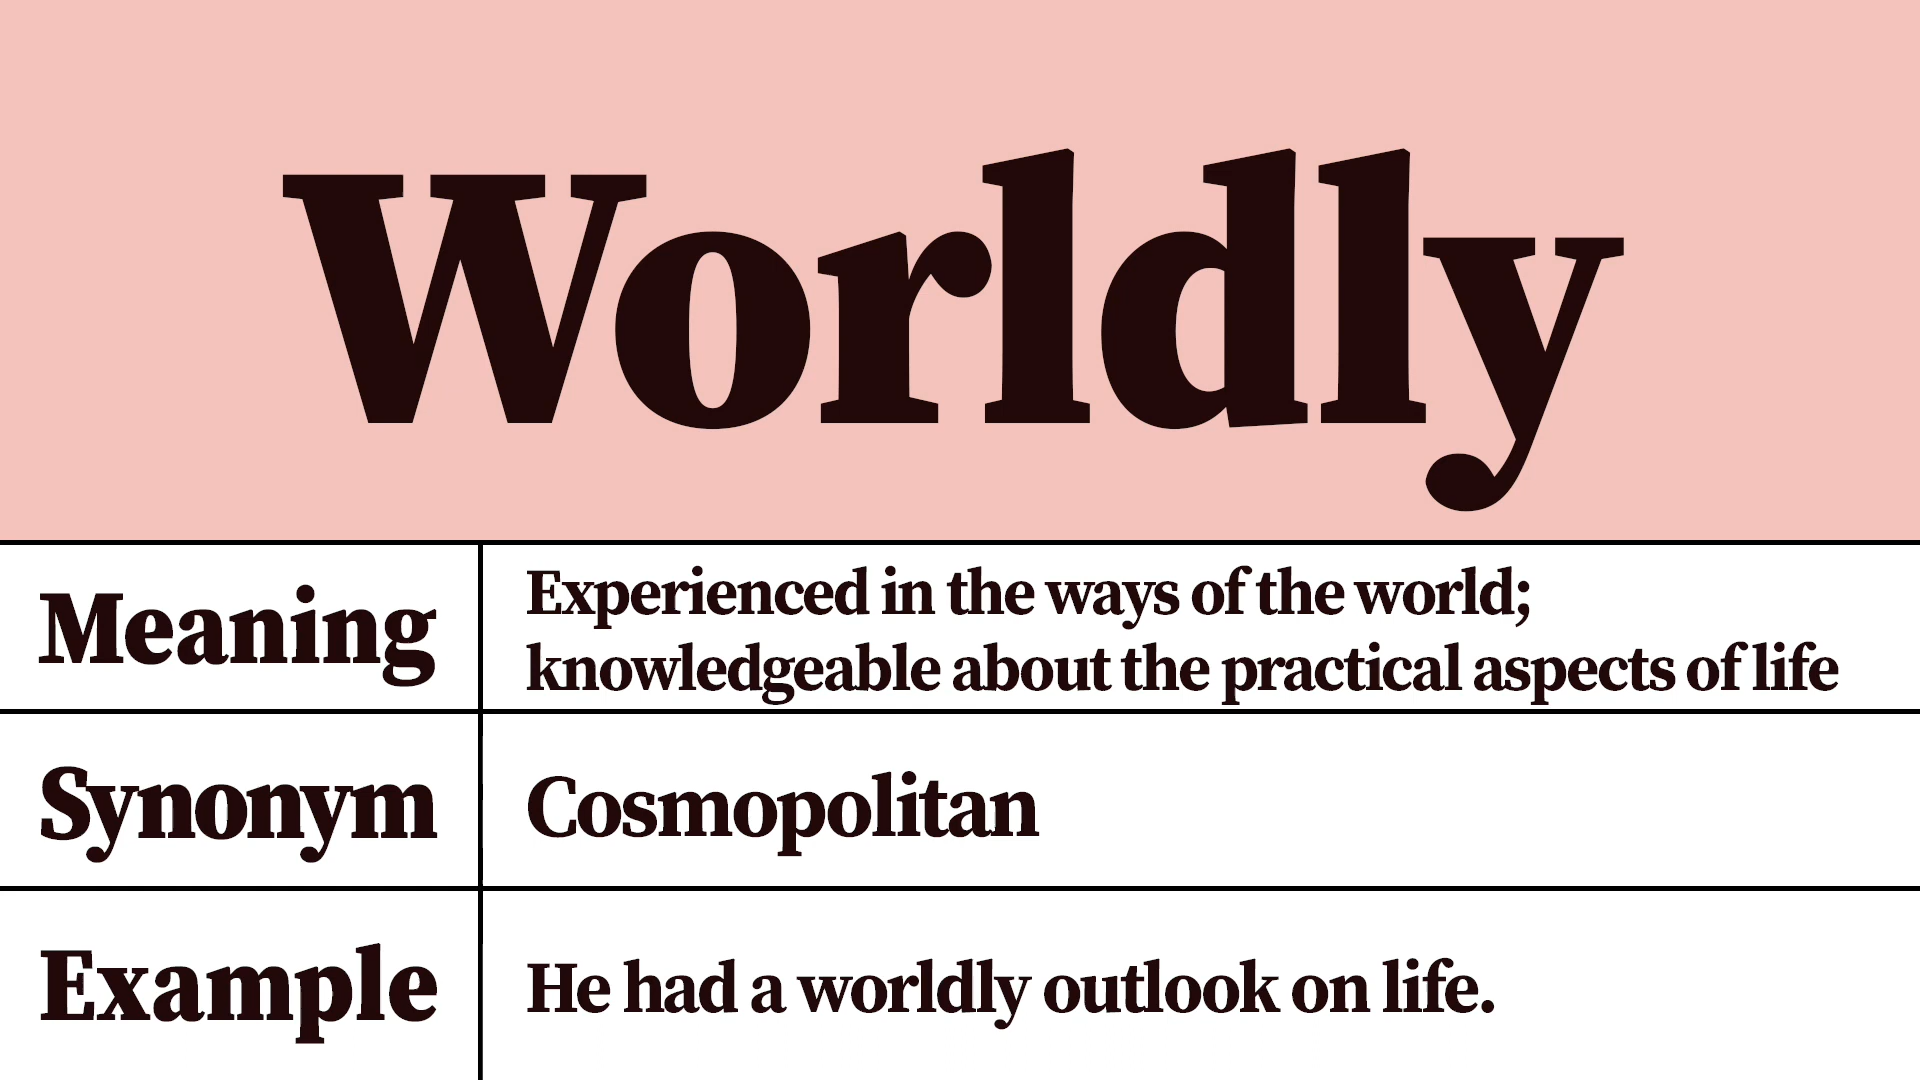 Worldly
Meaning
Experienced in the ways of the world;
knowledgeable about the practical aspects of life
Synonym
Cosmopolitan
Example
He had a worldly outlook on life.